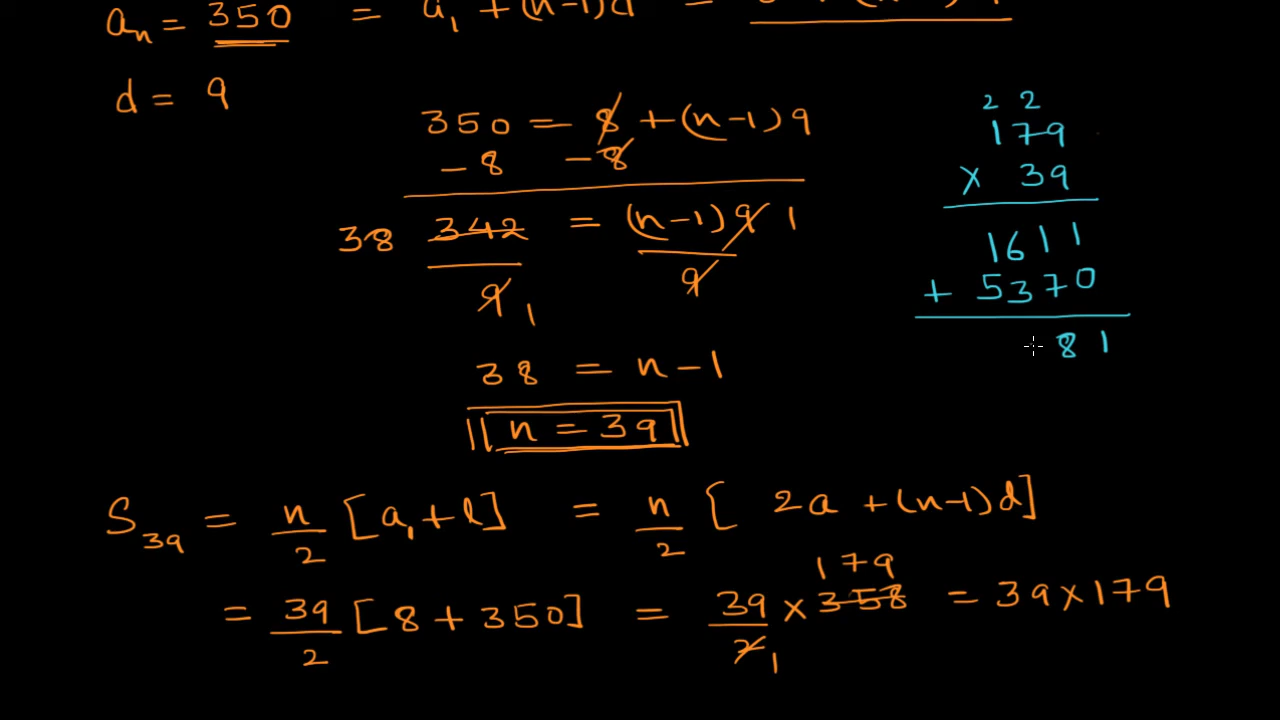 aₙ = 350 = a₁ + (n-1)d =
d = 9
350 = 8 + (n-1)9
-8 -8
38 342 = (n-1)9 1
9 1 9
38 = n-1
n = 39
S₃₉ = n/2 [a₁+l] = n/2 [2a + (n-1)d]
= 39/2 [8 + 350] = 39/2 1 × 358 179 = 39×179
2 2
179
× 39
1611
+ 5370
81